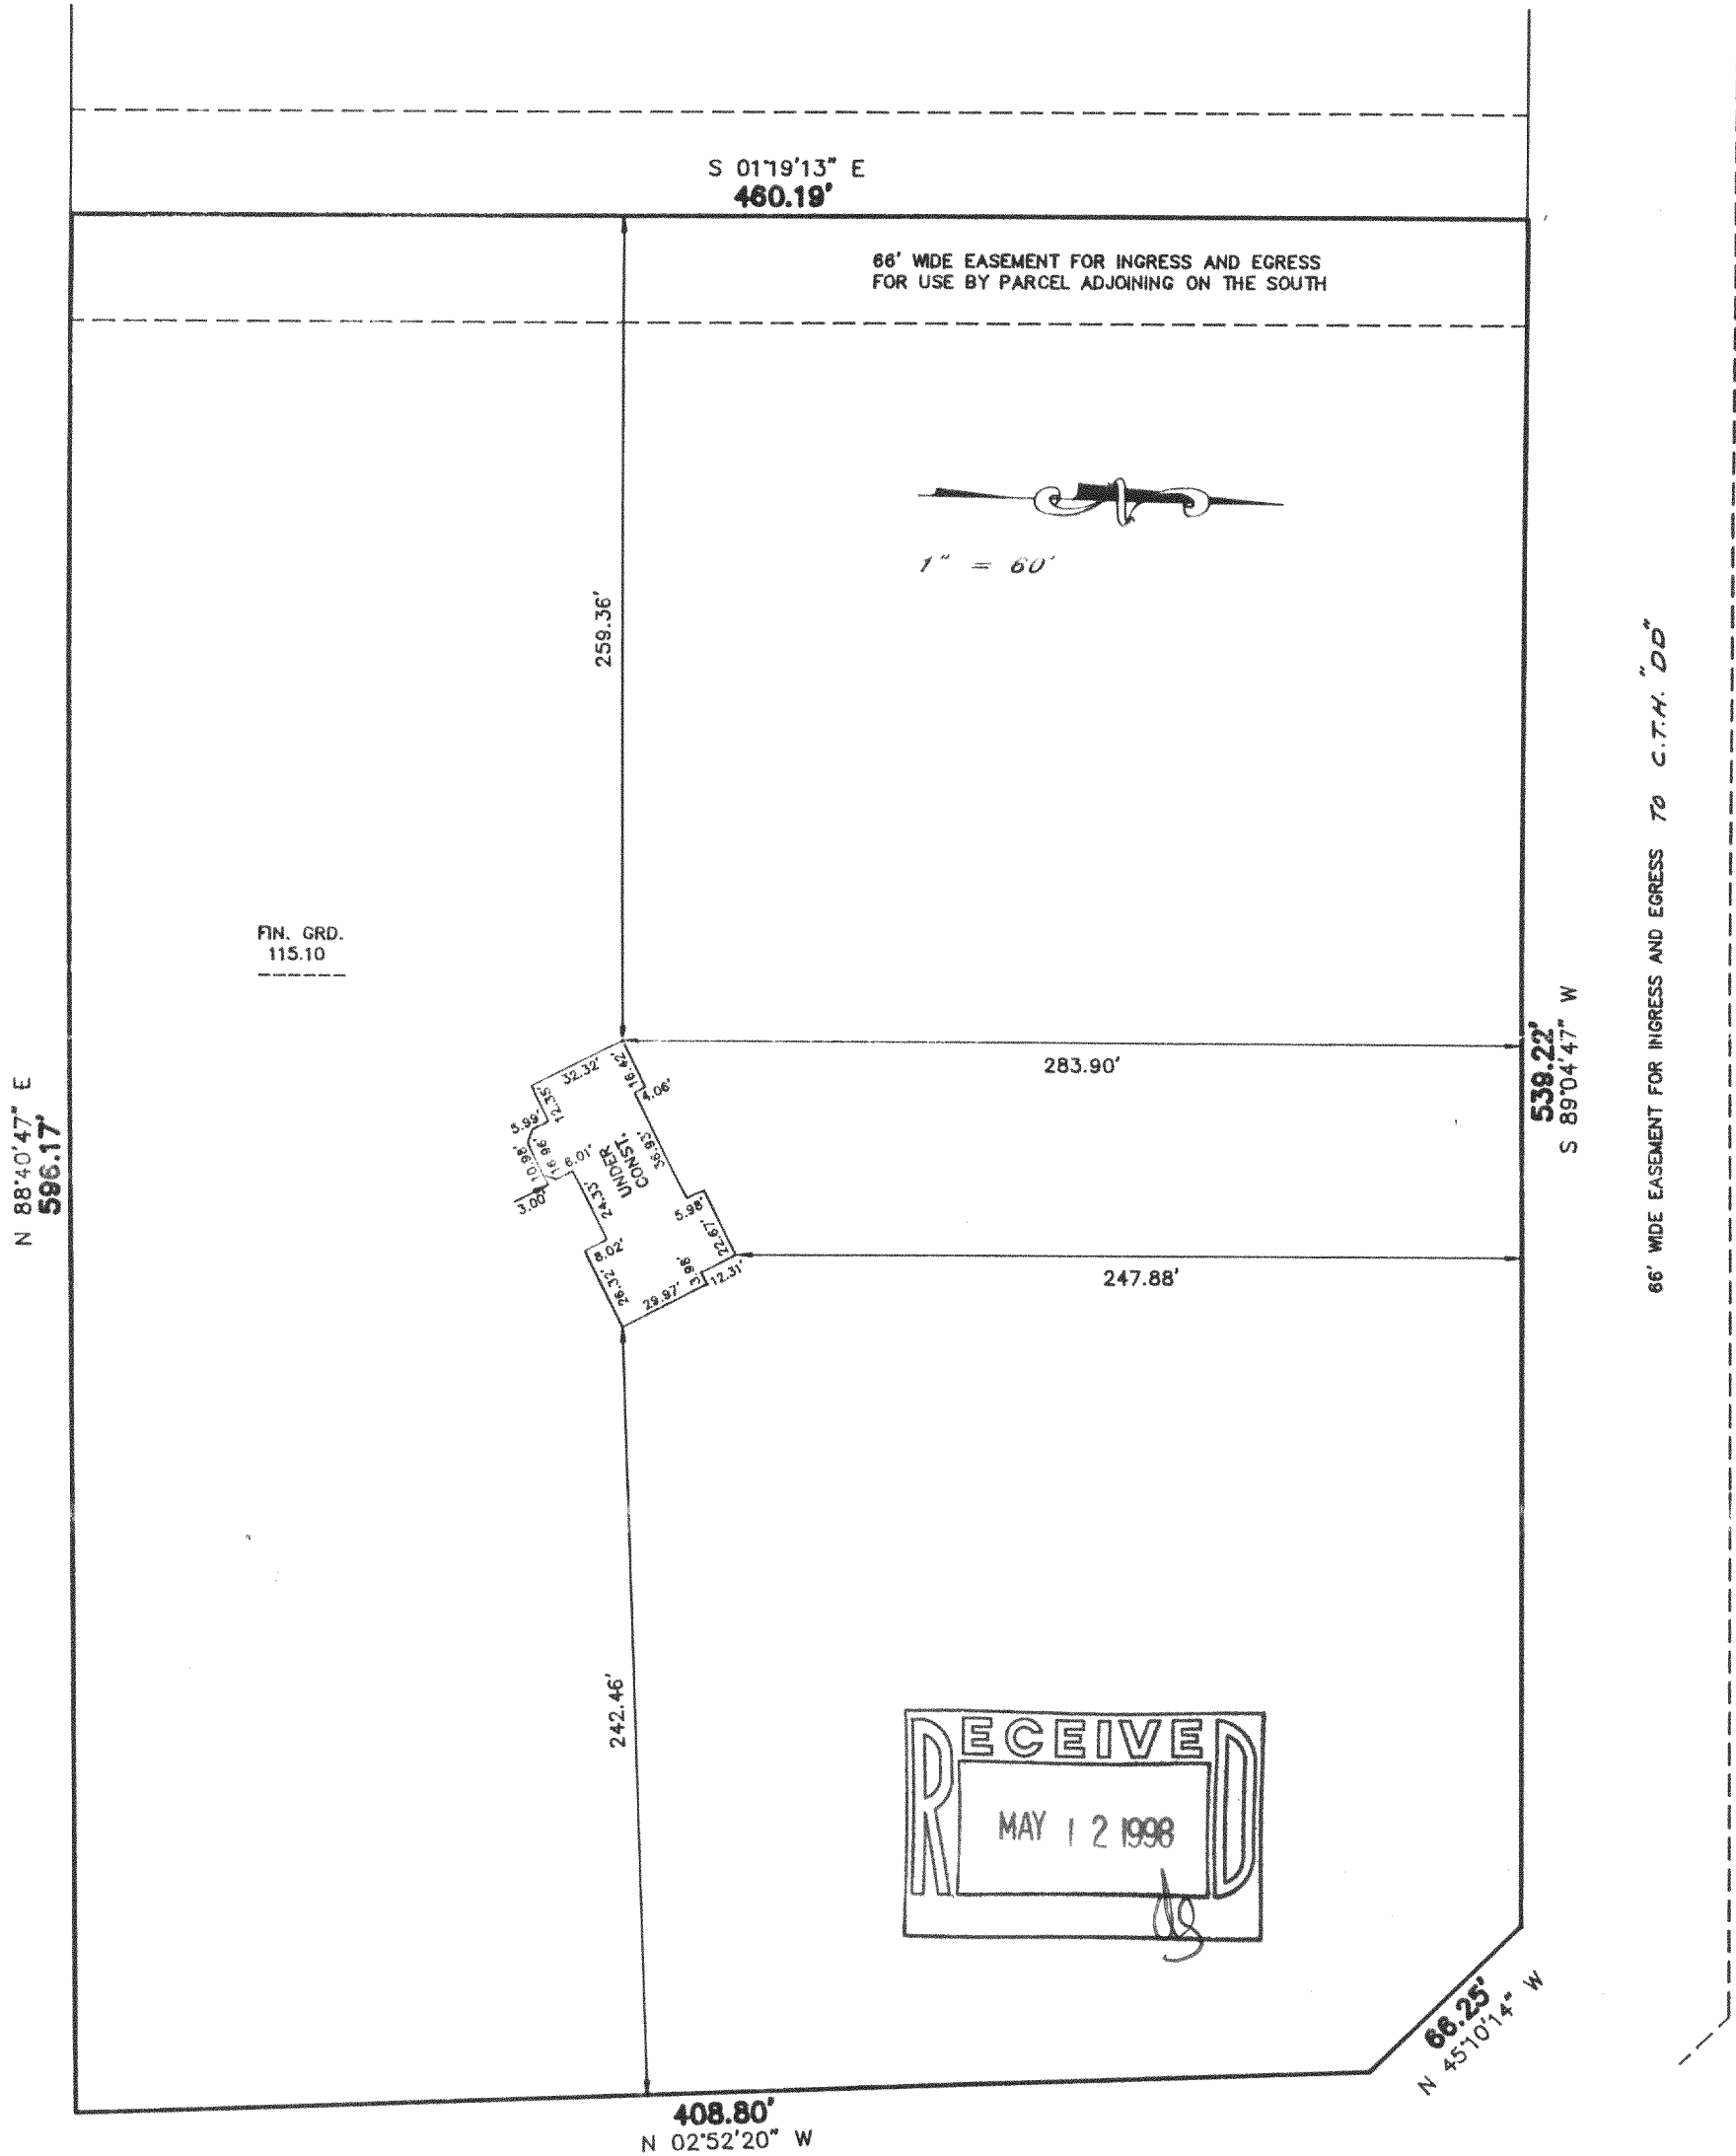 S 01°19'13" E
460.19'
66' WIDE EASEMENT FOR INGRESS AND EGRESS
FOR USE BY PARCEL ADJOINING ON THE SOUTH
1" = 60'
259.36'
66' WIDE EASEMENT FOR INGRESS AND EGRESS TO C.T.H. "DD"
FIN. GRD.
115.10
283.90'
539.22'
S 89°04'47" W
N 88°40'47" E
596.17'
32.32'
16.42'
4.06'
12.35'
5.99'
10.98'
16.96'
6.01'
3.00'
UNDER
CONST.
36.93'
24.33'
5.98'
22.67'
8.02'
3.98'
12.31'
26.32'
29.97'
247.88'
242.46'
RECEIVED
MAY 12 1998
66.25'
N 45°10'14" W
408.80'
N 02°52'20" W